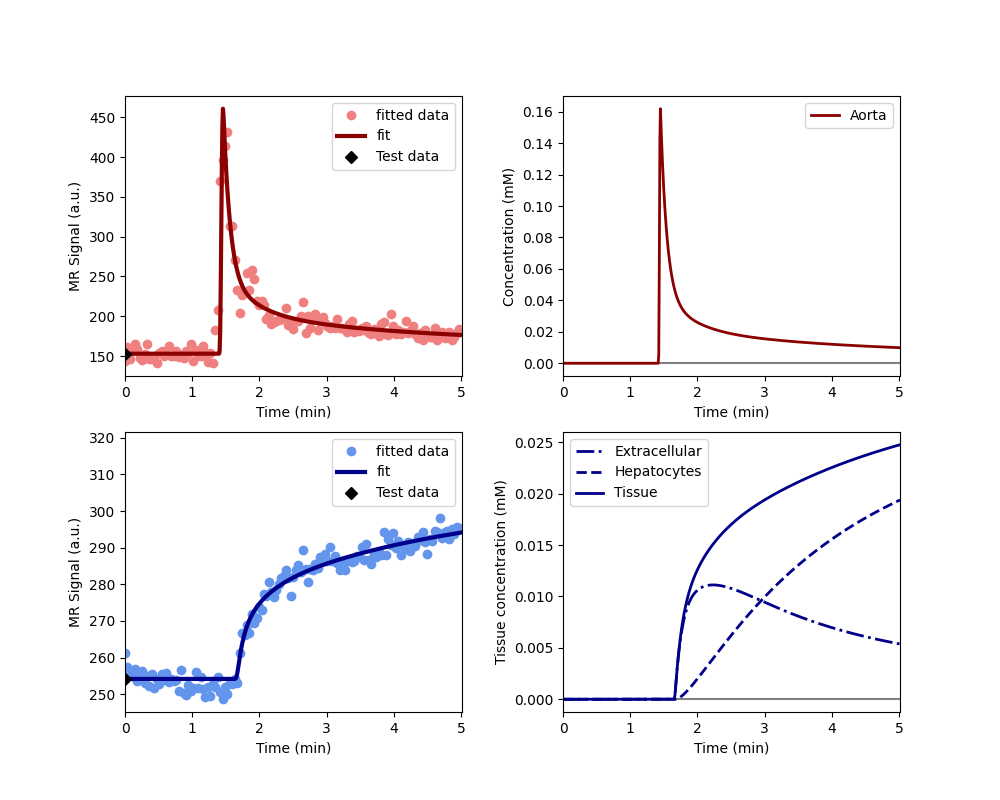 450
400
350
300
250
200
150
MR Signal (a.u.)
fitted data
fit
Test data
0 1 2 3 4 5
Time (min)
0.16
0.14
0.12
0.10
0.08
0.06
0.04
0.02
0.00
Concentration (mM)
Aorta
0 1 2 3 4 5
Time (min)
320
310
300
290
280
270
260
250
MR Signal (a.u.)
fitted data
fit
Test data
0 1 2 3 4 5
Time (min)
0.025
0.020
0.015
0.010
0.005
0.000
Tissue concentration (mM)
Extracellular
Hepatocytes
Tissue
0 1 2 3 4 5
Time (min)